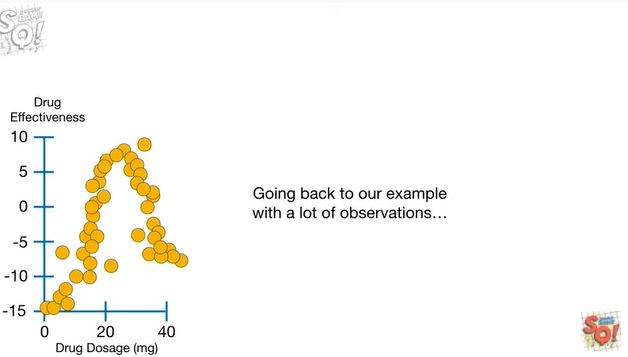 Drug
Effectiveness
10
5
0
-5
-10
-15
0
20
40
Drug Dosage (mg)
Going back to our example
with a lot of observations…
SQ!